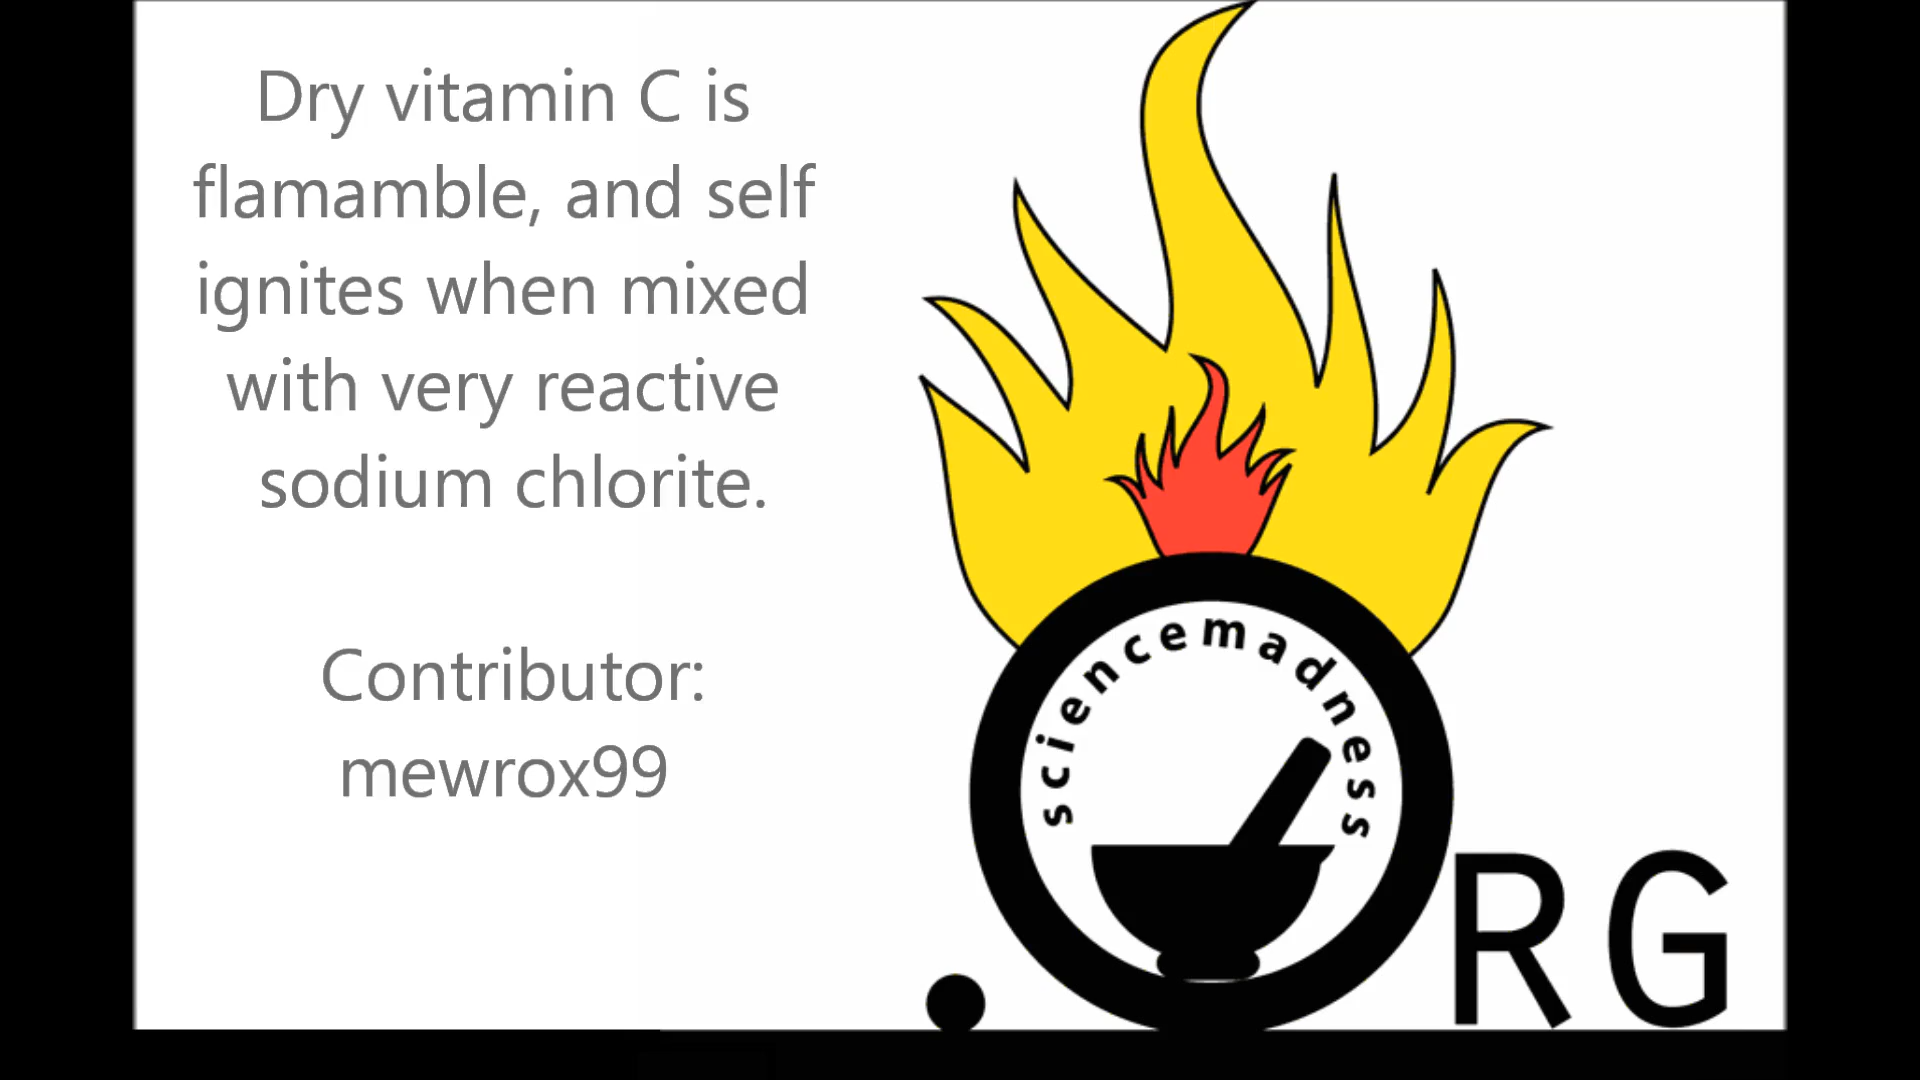 Dry vitamin C is
flamamble, and self
ignites when mixed
with very reactive
sodium chlorite.
Contributor:
mewrox99
sciencemadness
.ORG